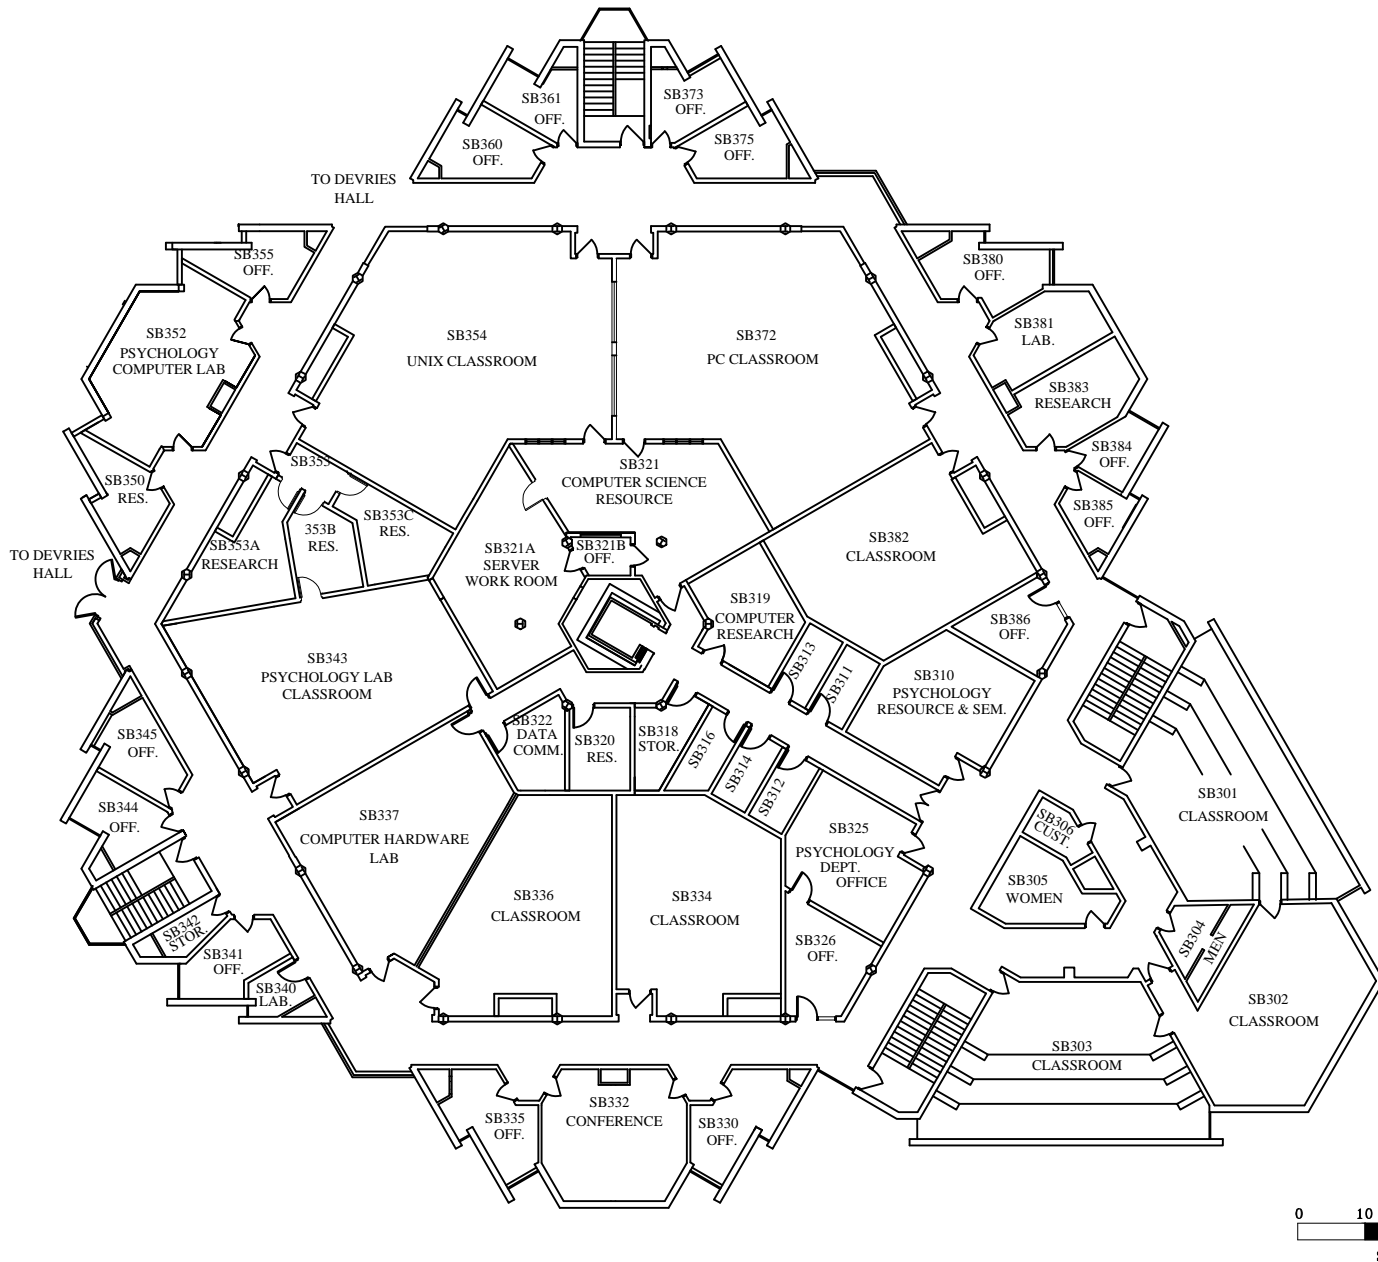 SB361
OFF.
SB373
OFF.
SB360
OFF.
SB375
OFF.
TO DEVRIES
HALL
SB355
OFF.
SB380
OFF.
SB352
PSYCHOLOGY
COMPUTER LAB
SB354
UNIX CLASSROOM
SB372
PC CLASSROOM
SB381
LAB.
SB383
RESEARCH
SB350
RES.
SB353
SB321
COMPUTER SCIENCE
RESOURCE
SB384
OFF.
SB385
OFF.
TO DEVRIES
HALL
SB353A
RESEARCH
353B
RES.
SB353C
RES.
SB321A
SERVER
WORK ROOM
SB321B
OFF.
SB382
CLASSROOM
SB319
COMPUTER
RESEARCH
SB386
OFF.
SB343
PSYCHOLOGY LAB
CLASSROOM
SB313
SB311
SB310
PSYCHOLOGY
RESOURCE & SEM.
SB345
OFF.
SB322
DATA
COMM.
SB320
RES.
SB318
STOR.
SB316
SB314
SB312
SB301
CLASSROOM
SB344
OFF.
SB337
COMPUTER HARDWARE
LAB
SB325
PSYCHOLOGY
DEPT.
OFFICE
SB306
CUST.
SB305
WOMEN
SB336
CLASSROOM
SB334
CLASSROOM
SB342
STOR.
SB341
OFF.
SB326
OFF.
SB304
MEN
SB340
LAB.
SB302
CLASSROOM
SB303
CLASSROOM
SB335
OFF.
SB332
CONFERENCE
SB330
OFF.
0 10